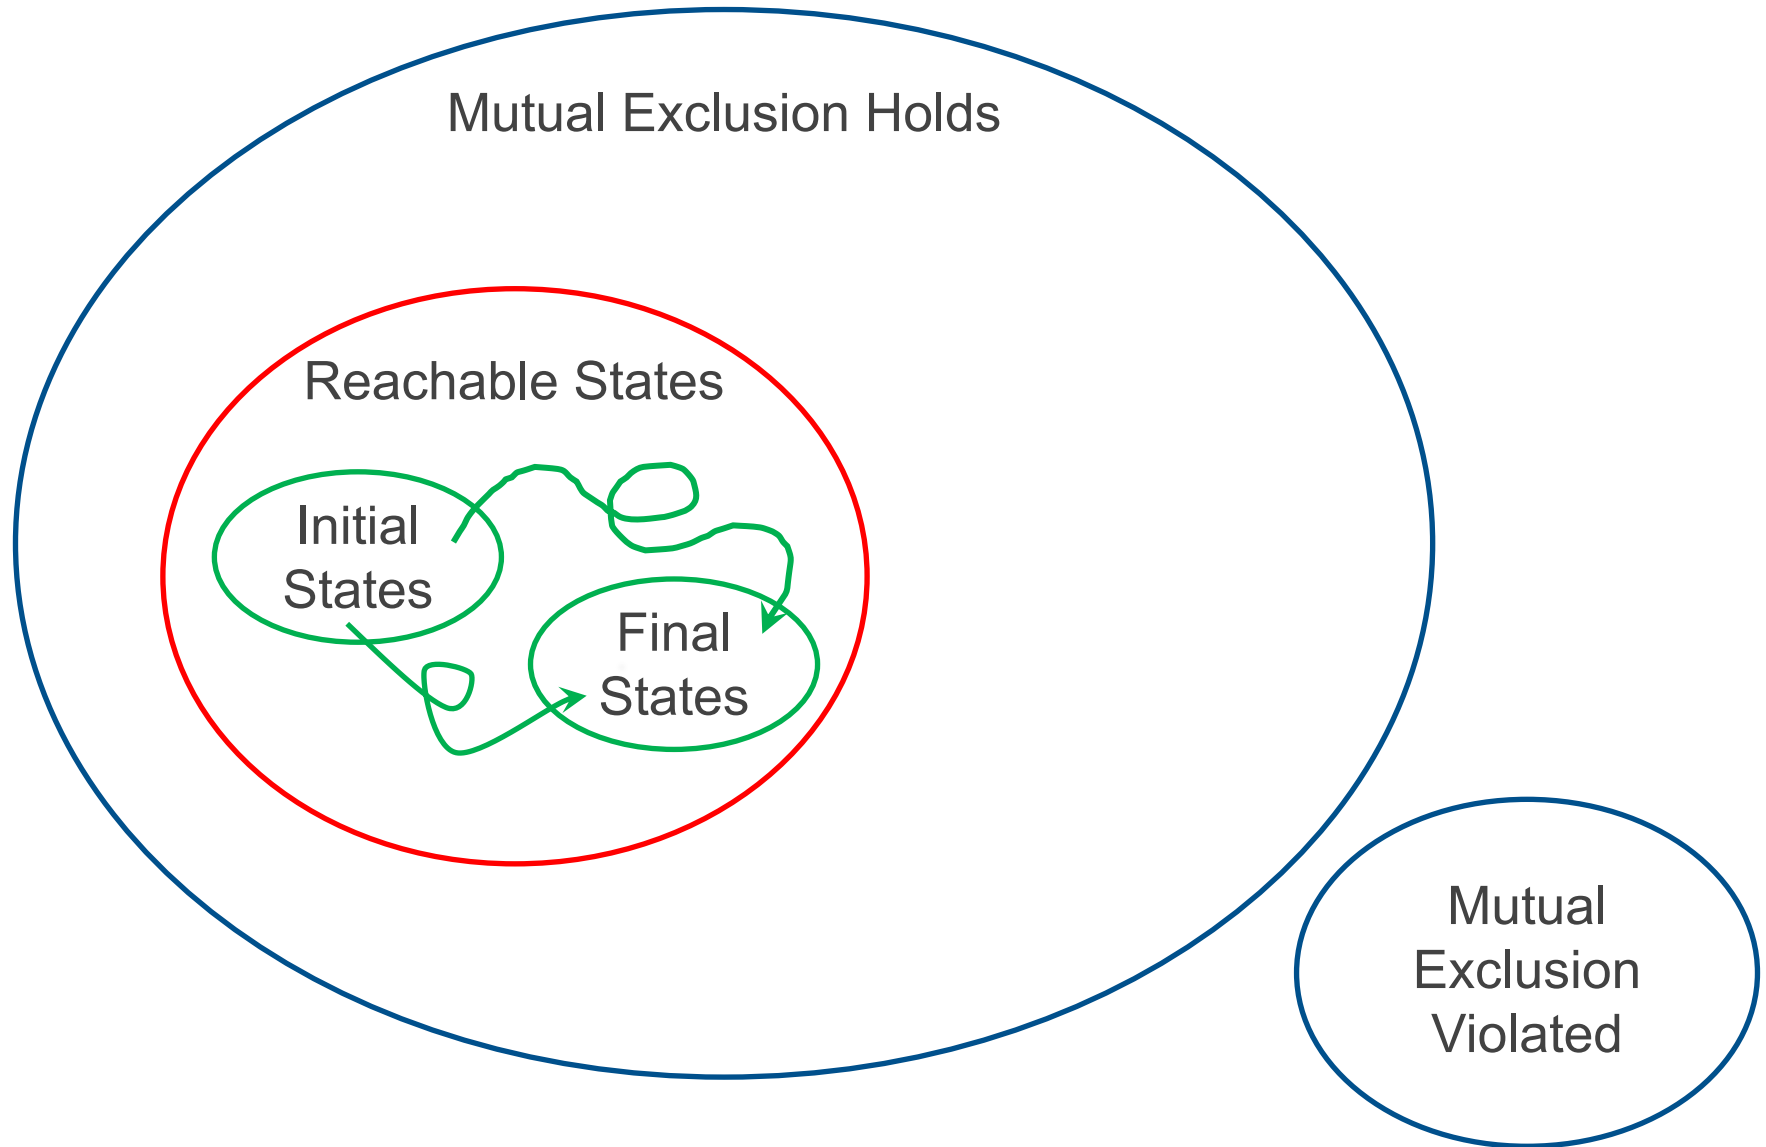 Mutual Exclusion Holds
Reachable States
Initial
States
Final
States
Mutual
Exclusion
Violated